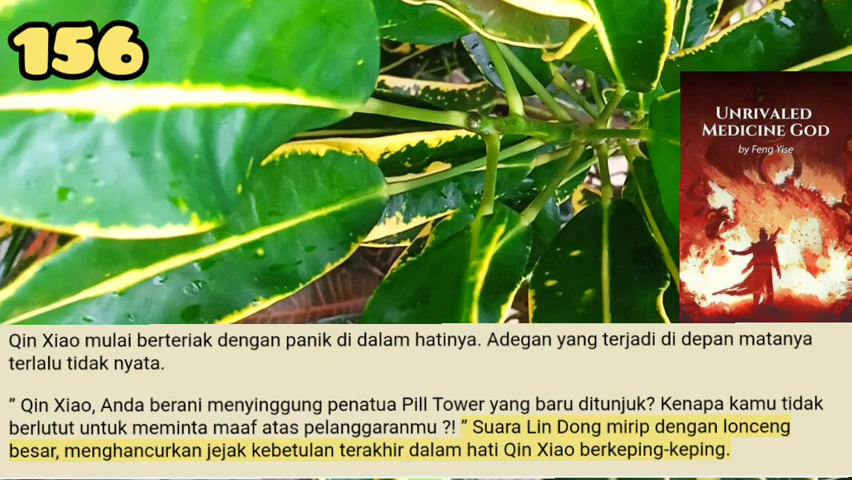 156
UNRIVALED
MEDICINE GOD
by Feng Yise
Qin Xiao mulai berteriak dengan panik di dalam hatinya. Adegan yang terjadi di depan matanya
terlalu tidak nyata.
” Qin Xiao, Anda berani menyinggung penatua Pill Tower yang baru ditunjuk? Kenapa kamu tidak
berlutut untuk meminta maaf atas pelanggaranmu ?! ” Suara Lin Dong mirip dengan lonceng
besar, menghancurkan jejak kebetulan terakhir dalam hati Qin Xiao berkeping-keping.